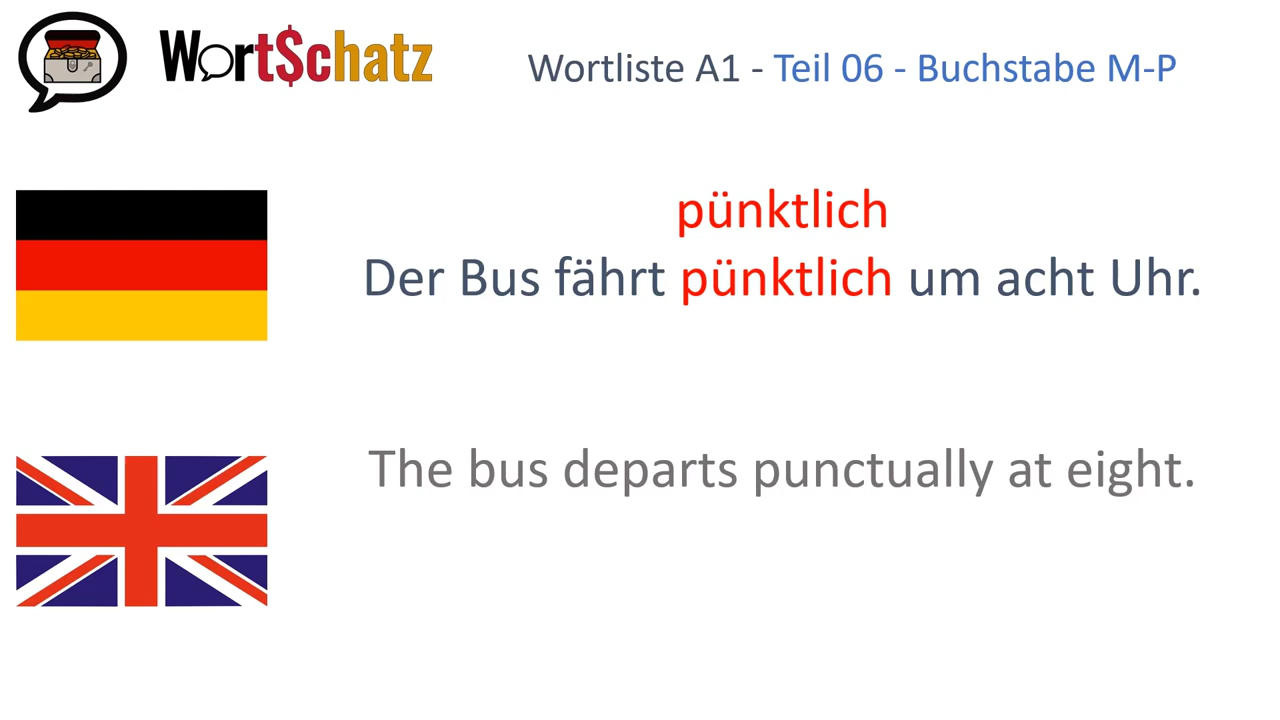 Wort$chatz
Wortliste A1 - Teil 06 - Buchstabe M-P
pünktlich
Der Bus fährt pünktlich um acht Uhr.
The bus departs punctually at eight.